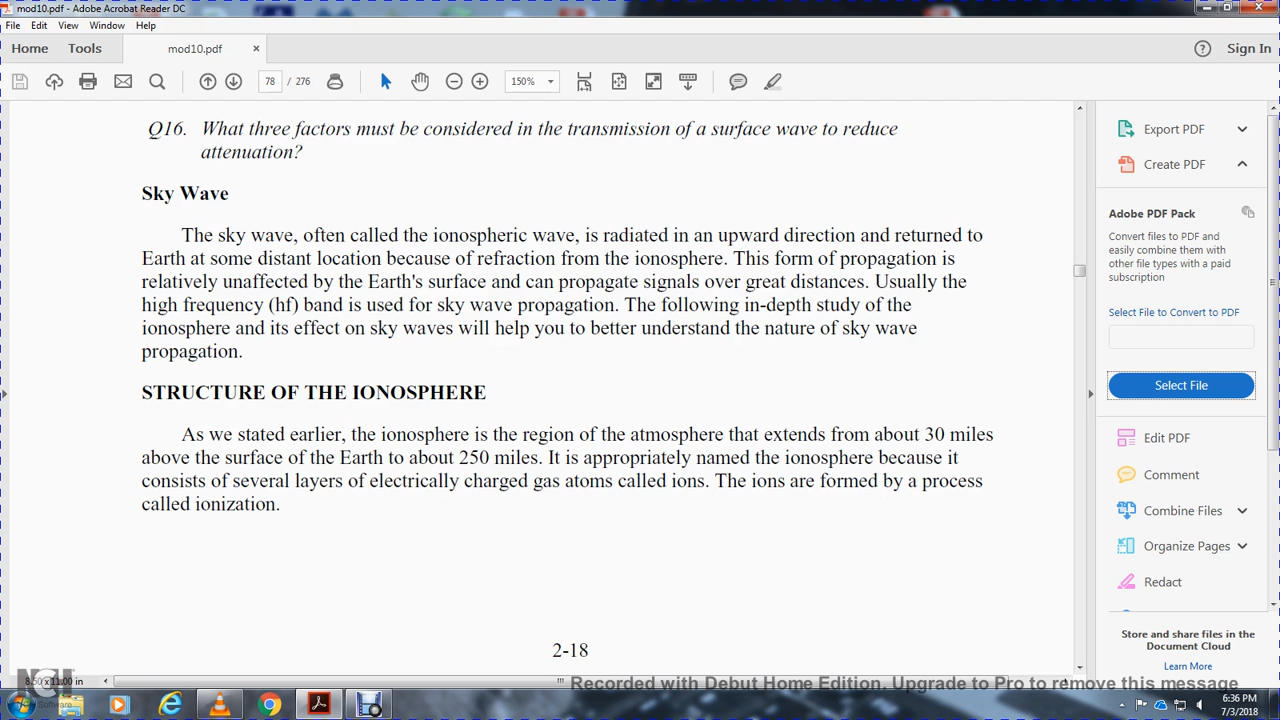 mod10.pdf - Adobe Acrobat Reader DC
File Edit View Window Help
Home Tools mod10.pdf × Sign In
78 / 276 150%
Q16. What three factors must be considered in the transmission of a surface wave to reduce
attenuation?
Sky Wave
The sky wave, often called the ionospheric wave, is radiated in an upward direction and returned to
Earth at some distant location because of refraction from the ionosphere. This form of propagation is
relatively unaffected by the Earth's surface and can propagate signals over great distances. Usually the
high frequency (hf) band is used for sky wave propagation. The following in-depth study of the
ionosphere and its effect on sky waves will help you to better understand the nature of sky wave
propagation.
STRUCTURE OF THE IONOSPHERE
As we stated earlier, the ionosphere is the region of the atmosphere that extends from about 30 miles
above the surface of the Earth to about 250 miles. It is appropriately named the ionosphere because it
consists of several layers of electrically charged gas atoms called ions. The ions are formed by a process
called ionization.
2-18
Export PDF
Create PDF
Adobe PDF Pack
Convert files to PDF and
easily combine them with
other file types with a paid
subscription
Select File to Convert to PDF
Select File
Edit PDF
Comment
Combine Files
Organize Pages
Redact
Store and share files in the
Document Cloud
Learn More
8.50 x 11.00 in
NCH
Software
Recorded with Debut Home Edition. Upgrade to Pro to remove this message
6:36 PM
7/3/2018